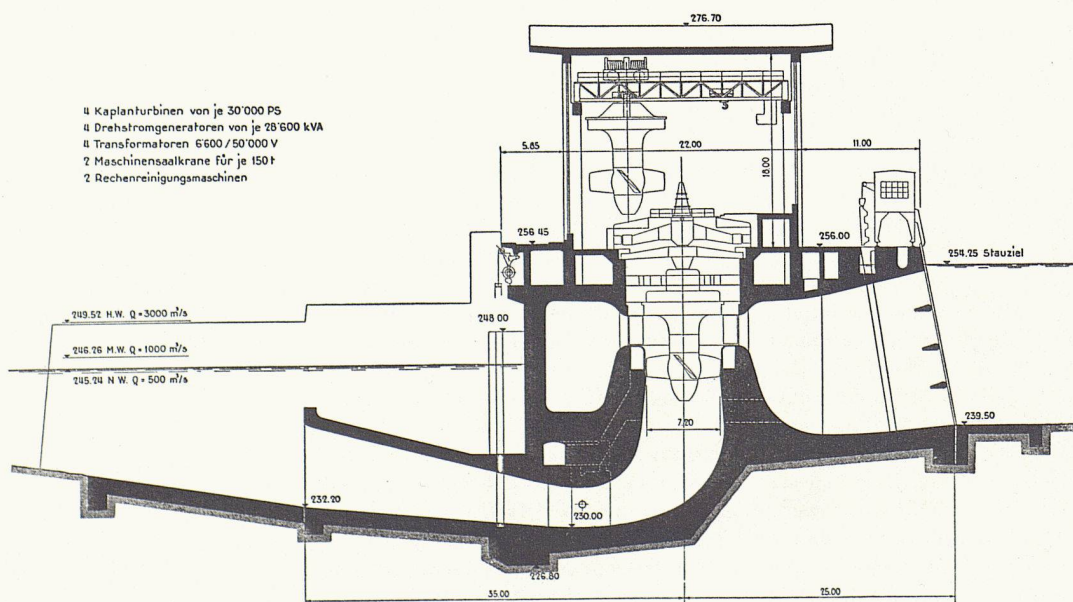 276.70
4 Kaplanturbinen von je 30'000 PS
4 Drehstromgeneratoren von je 28'600 kVA
4 Transformatoren 6'600/50'000 V
2 Maschinensaalkrane für je 150 t
2 Rechenreinigungsmaschinen
5.85
22.00
11.00
18.00
256.45
256.00
254.25 Stauziel
249.52 H.W. Q = 3000 m³/s
248.00
246.26 M.W. Q = 1000 m³/s
245.24 N W. Q = 500 m³/s
239.50
7.20
232.20
230.00
226.80
35.00
25.00